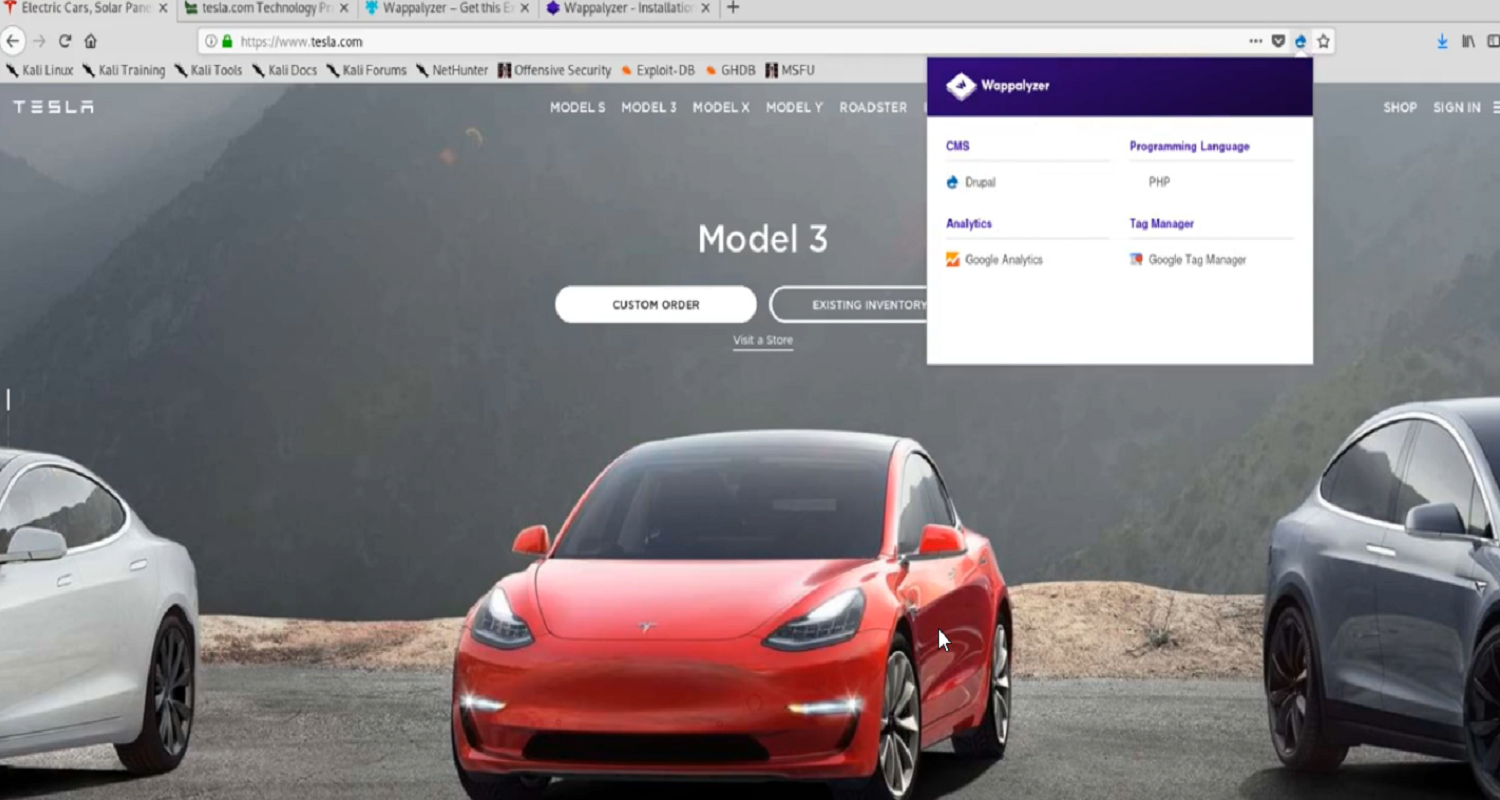 Electric Cars, Solar Pane
tesla.com Technology Pr
Wappalyzer – Get this E
Wappalyzer - Installation
https://www.tesla.com
Kali Linux Kali Training Kali Tools Kali Docs Kali Forums NetHunter Offensive Security Exploit-DB GHDB MSFU
Wappalyzer
TESLA MODEL S MODEL 3 MODEL X MODEL Y ROADSTER SHOP SIGN IN
CMS Programming Language
Drupal PHP
Analytics Tag Manager
Google Analytics Google Tag Manager
Model 3
CUSTOM ORDER EXISTING INVENTORY
Visit a Store